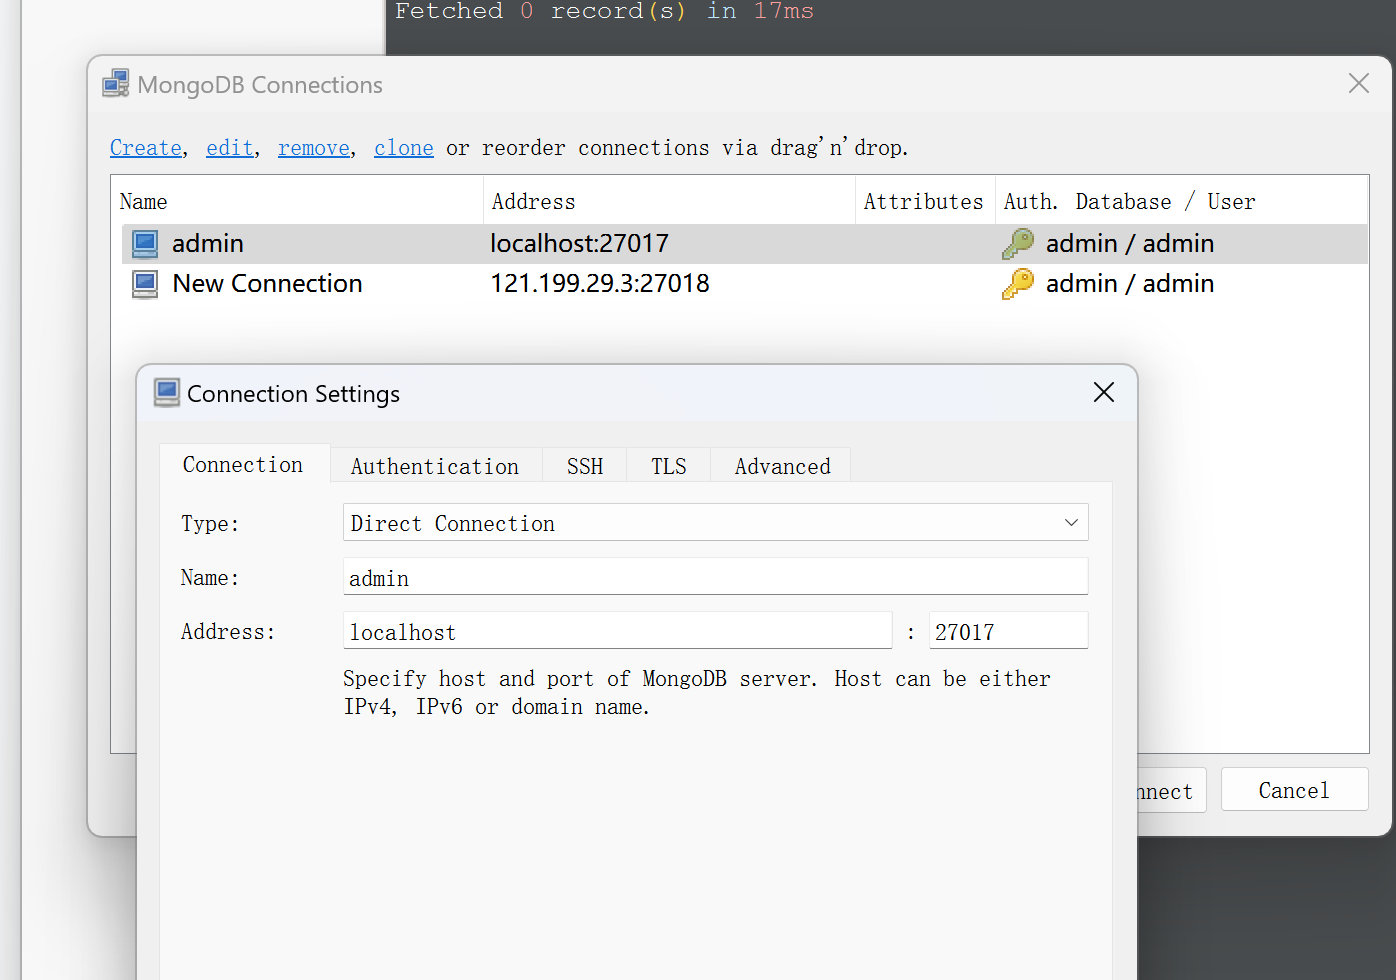 Fetched 0 record(s) in 17ms
MongoDB Connections
Create, edit, remove, clone or reorder connections via drag'n'drop.
Name Address Attributes Auth. Database / User
admin localhost:27017 admin / admin
New Connection 121.199.29.3:27018 admin / admin
Connection Settings
Connection Authentication SSH TLS Advanced
Type: Direct Connection
Name: admin
Address: localhost : 27017
Specify host and port of MongoDB server. Host can be either
IPv4, IPv6 or domain name.
nnect Cancel